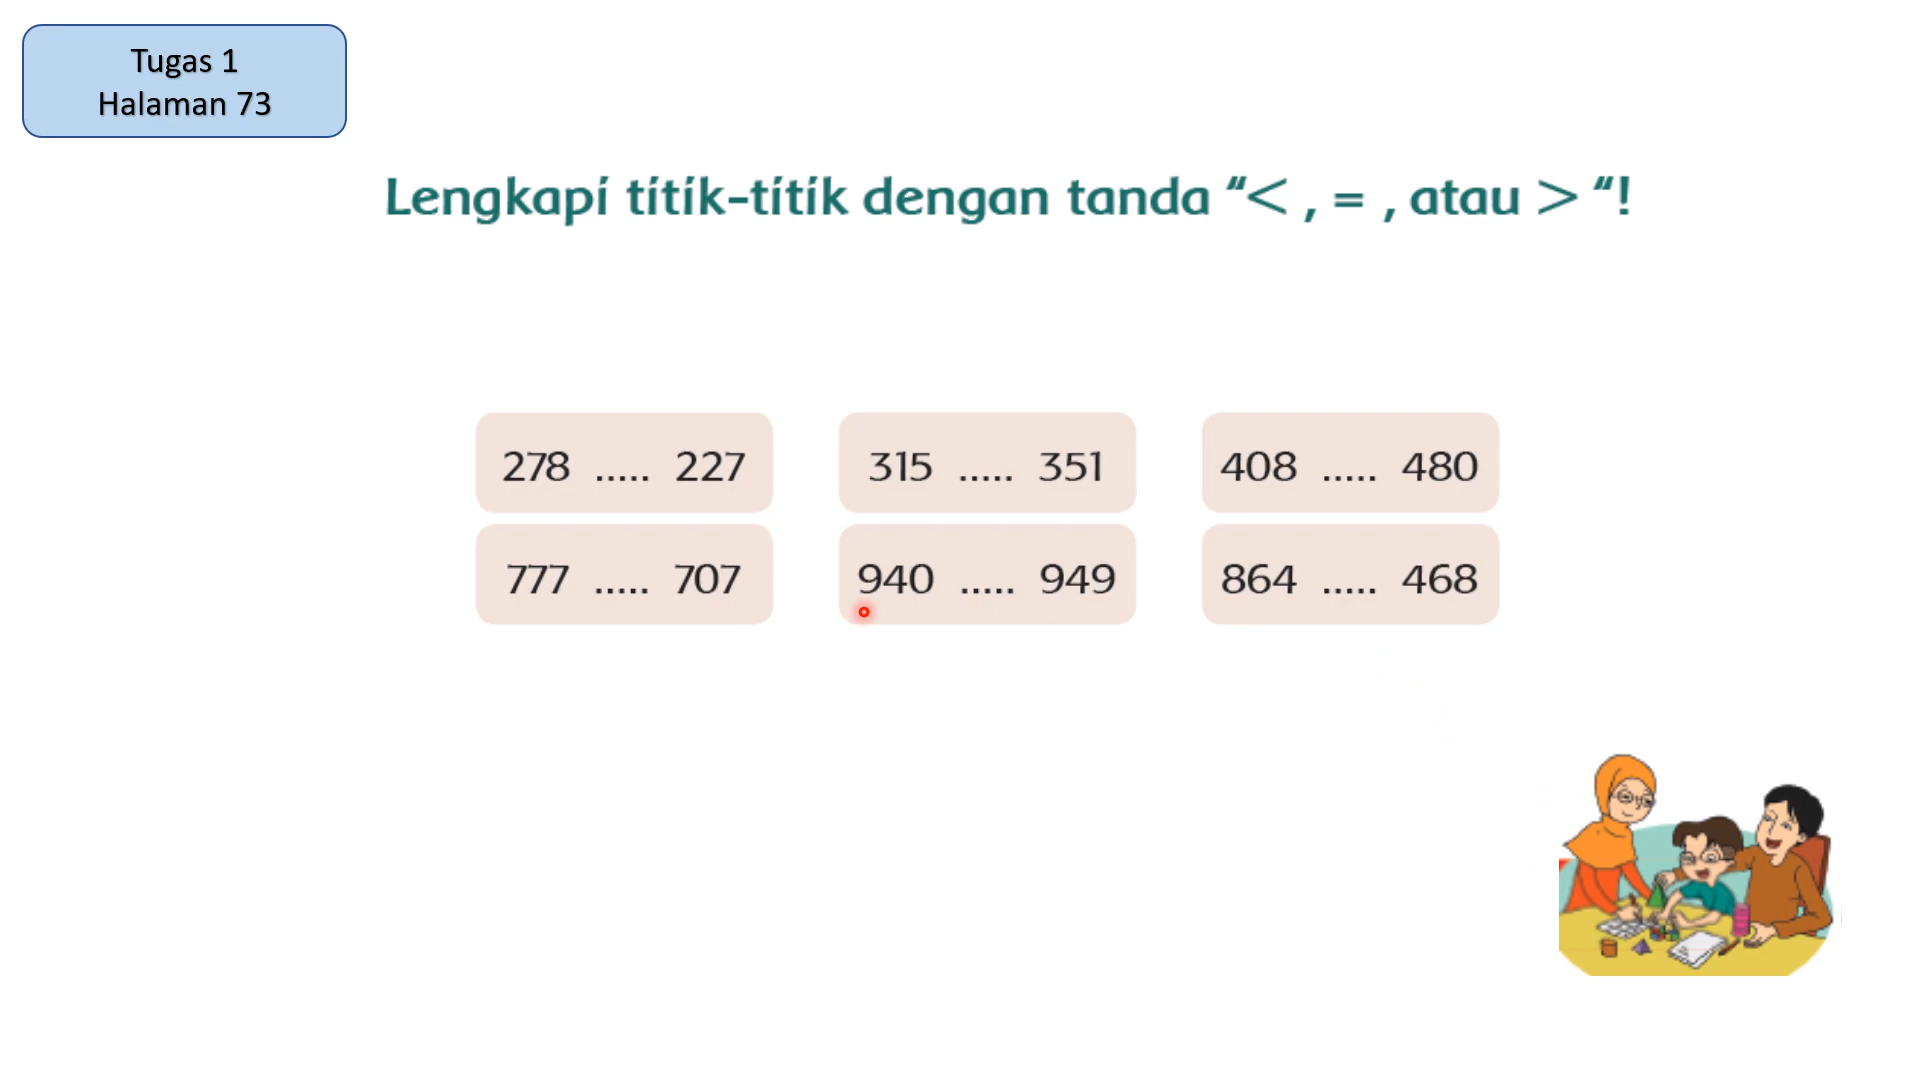 Tugas 1
Halaman 73
Lengkapi titik-titik dengan tanda “< , = , atau > “!
278 ..... 227
315 ..... 351
408 ..... 480
777 ..... 707
940 ..... 949
864 ..... 468